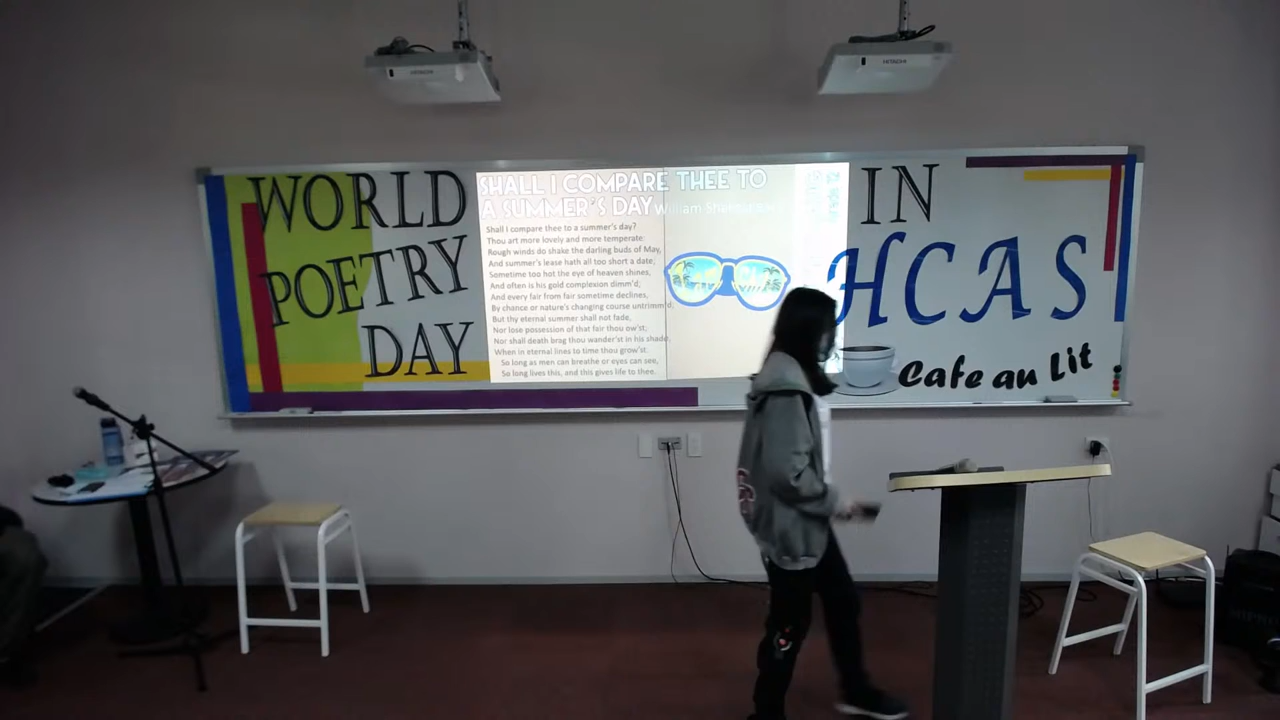 HITACHI
HITACHI
WORLD
POETRY
DAY
SHALL I COMPARE THEE TO
A SUMMER'S DAY William
Shall I compare thee to a summer's day?
Thou art more lovely and more temperate:
Rough winds do shake the darling buds of May,
And summer's lease hath all too short a date;
Sometime too hot the eye of heaven shines,
And often is his gold complexion dimm'd;
And every fair from fair sometime declines,
By chance or nature's changing course untrimm'd;
But thy eternal summer shall not fade,
Nor lose possession of that fair thou ow'st,
Nor shall death brag thou wander'st in his shade,
When in eternal lines to time thou grow'st:
So long as men can breathe or eyes can see,
So long lives this, and this gives life to thee.
IN
HCAS
Cafe au Lit